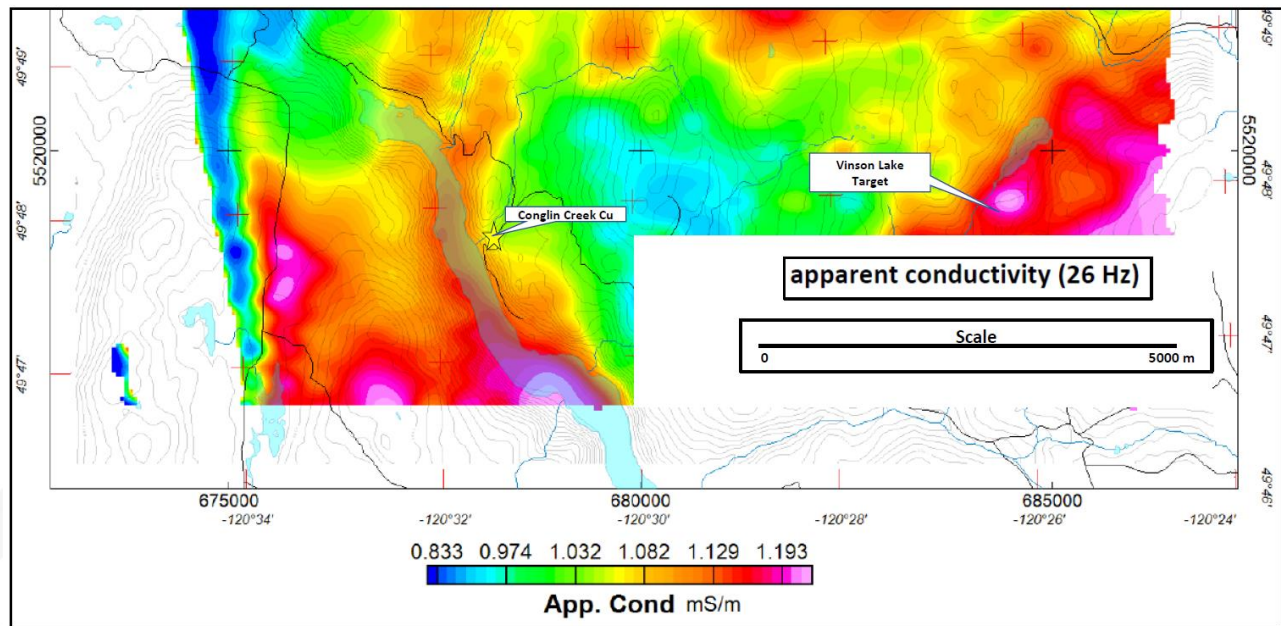 49°49'
5520000
49°48'
49°47'
49°49'
5520000
49°48'
49°47'
49°46'
Vinson Lake
Target
Conglin Creek Cu
apparent conductivity (26 Hz)
Scale
0 5000 m
675000 680000 685000
-120°34' -120°32' -120°30' -120°28' -120°26' -120°24'
0.833 0.974 1.032 1.082 1.129 1.193
App. Cond mS/m